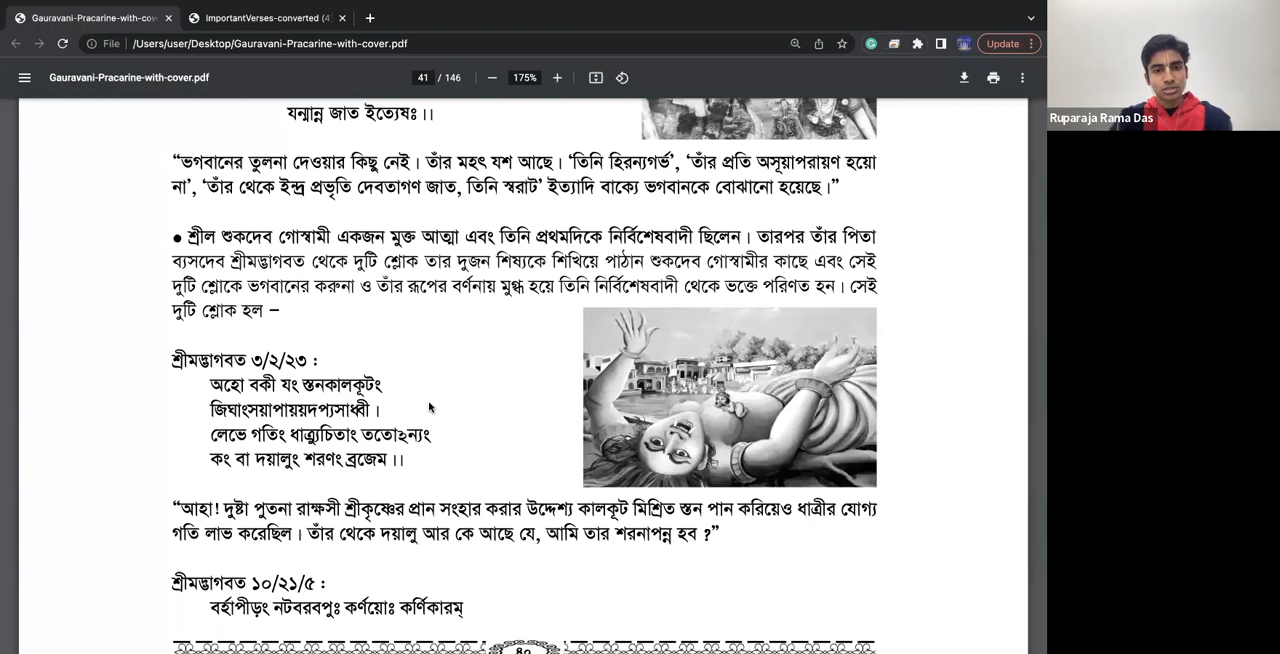 Gauravani-Pracarine-with-cov
ImportantVerses-converted (4
File
/Users/user/Desktop/Gauravani-Pracarine-with-cover.pdf
Update
Gauravani-Pracarine-with-cover.pdf
41 / 146
175%
Ruparaja Rama Das
যন্মান্ন জাত ইত্যেষঃ।।
“ভগবানের তুলনা দেওয়ার কিছু নেই। তাঁর মহৎ যশ আছে। ‘তিনি হিরন্যগর্ভ’, ‘তাঁর প্রতি অসূয়াপরায়ণ হয়ো
না’, ‘তাঁর থেকে ইন্দ্র প্রভৃতি দেবতাগণ জাত, তিনি স্বরাট’ ইত্যাদি বাক্যে ভগবানকে বোঝানো হয়েছে।”
● শ্রীল শুকদেব গোস্বামী একজন মুক্ত আত্মা এবং তিনি প্রথমদিকে নির্বিশেষবাদী ছিলেন। তারপর তাঁর পিতা
ব্যসদেব শ্রীমদ্ভাগবত থেকে দুটি শ্লোক তার দুজন শিষ্যকে শিখিয়ে পাঠান শুকদেব গোস্বামীর কাছে এবং সেই
দুটি শ্লোকে ভগবানের করুনা ও তাঁর রূপের বর্ণনায় মুগ্ধ হয়ে তিনি নির্বিশেষবাদী থেকে ভক্তে পরিণত হন। সেই
দুটি শ্লোক হল –
শ্রীমদ্ভাগবত ৩/২/২৩ :
অহো বকী যং স্তনকালকূটং
জিঘাংসয়াপায়য়দপ্যসাধ্বী।
লেভে গতিং ধাত্র্যুচিতাং ততোঽন্যং
কং বা দয়ালুং শরণং ব্রজেম।।
“আহা! দুষ্টা পুতনা রাক্ষসী শ্রীকৃষ্ণের প্রান সংহার করার উদ্দেশ্য কালকূট মিশ্রিত স্তন পান করিয়েও ধাত্রীর যোগ্য
গতি লাভ করেছিল। তাঁর থেকে দয়ালু আর কে আছে যে, আমি তার শরনাপন্ন হব ?”
শ্রীমদ্ভাগবত ১০/২১/৫ :
বর্হাপীড়ং নটবরবপুঃ কর্ণয়োঃ কর্ণিকারম্
৪০